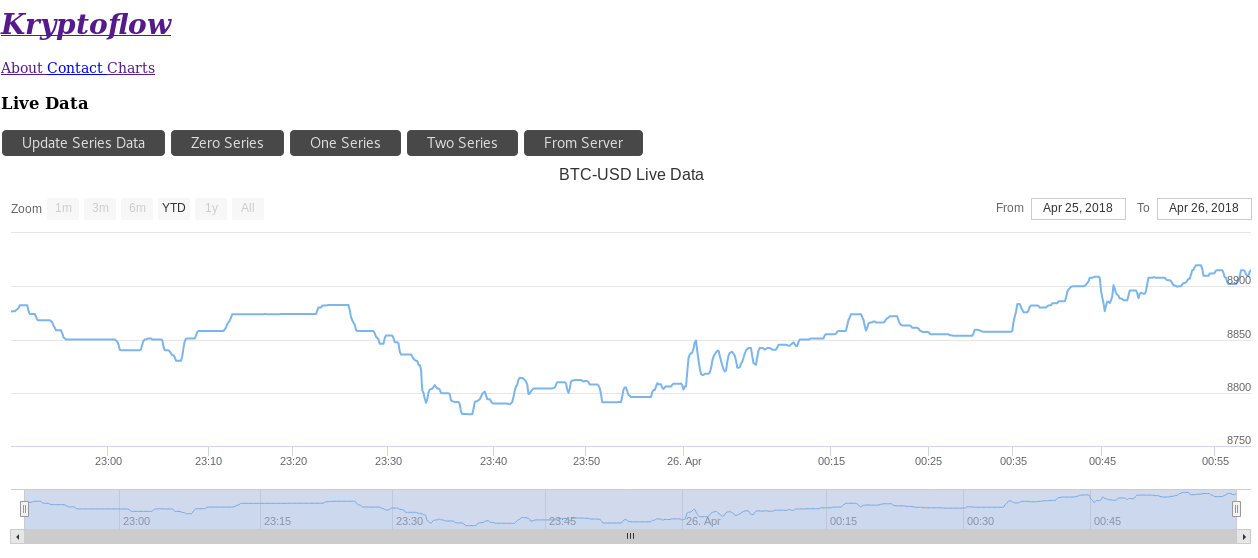 Kryptoflow
About Contact Charts
Live Data
Update Series Data Zero Series One Series Two Series From Server
BTC-USD Live Data
Zoom 1m 3m 6m YTD 1y All From Apr 25, 2018 To Apr 26, 2018
8900
8850
8800
8750
23:00 23:10 23:20 23:30 23:40 23:50 26. Apr 00:15 00:25 00:35 00:45 00:55
23:00 23:15 23:30 23:45 26. Apr 00:15 00:30 00:45